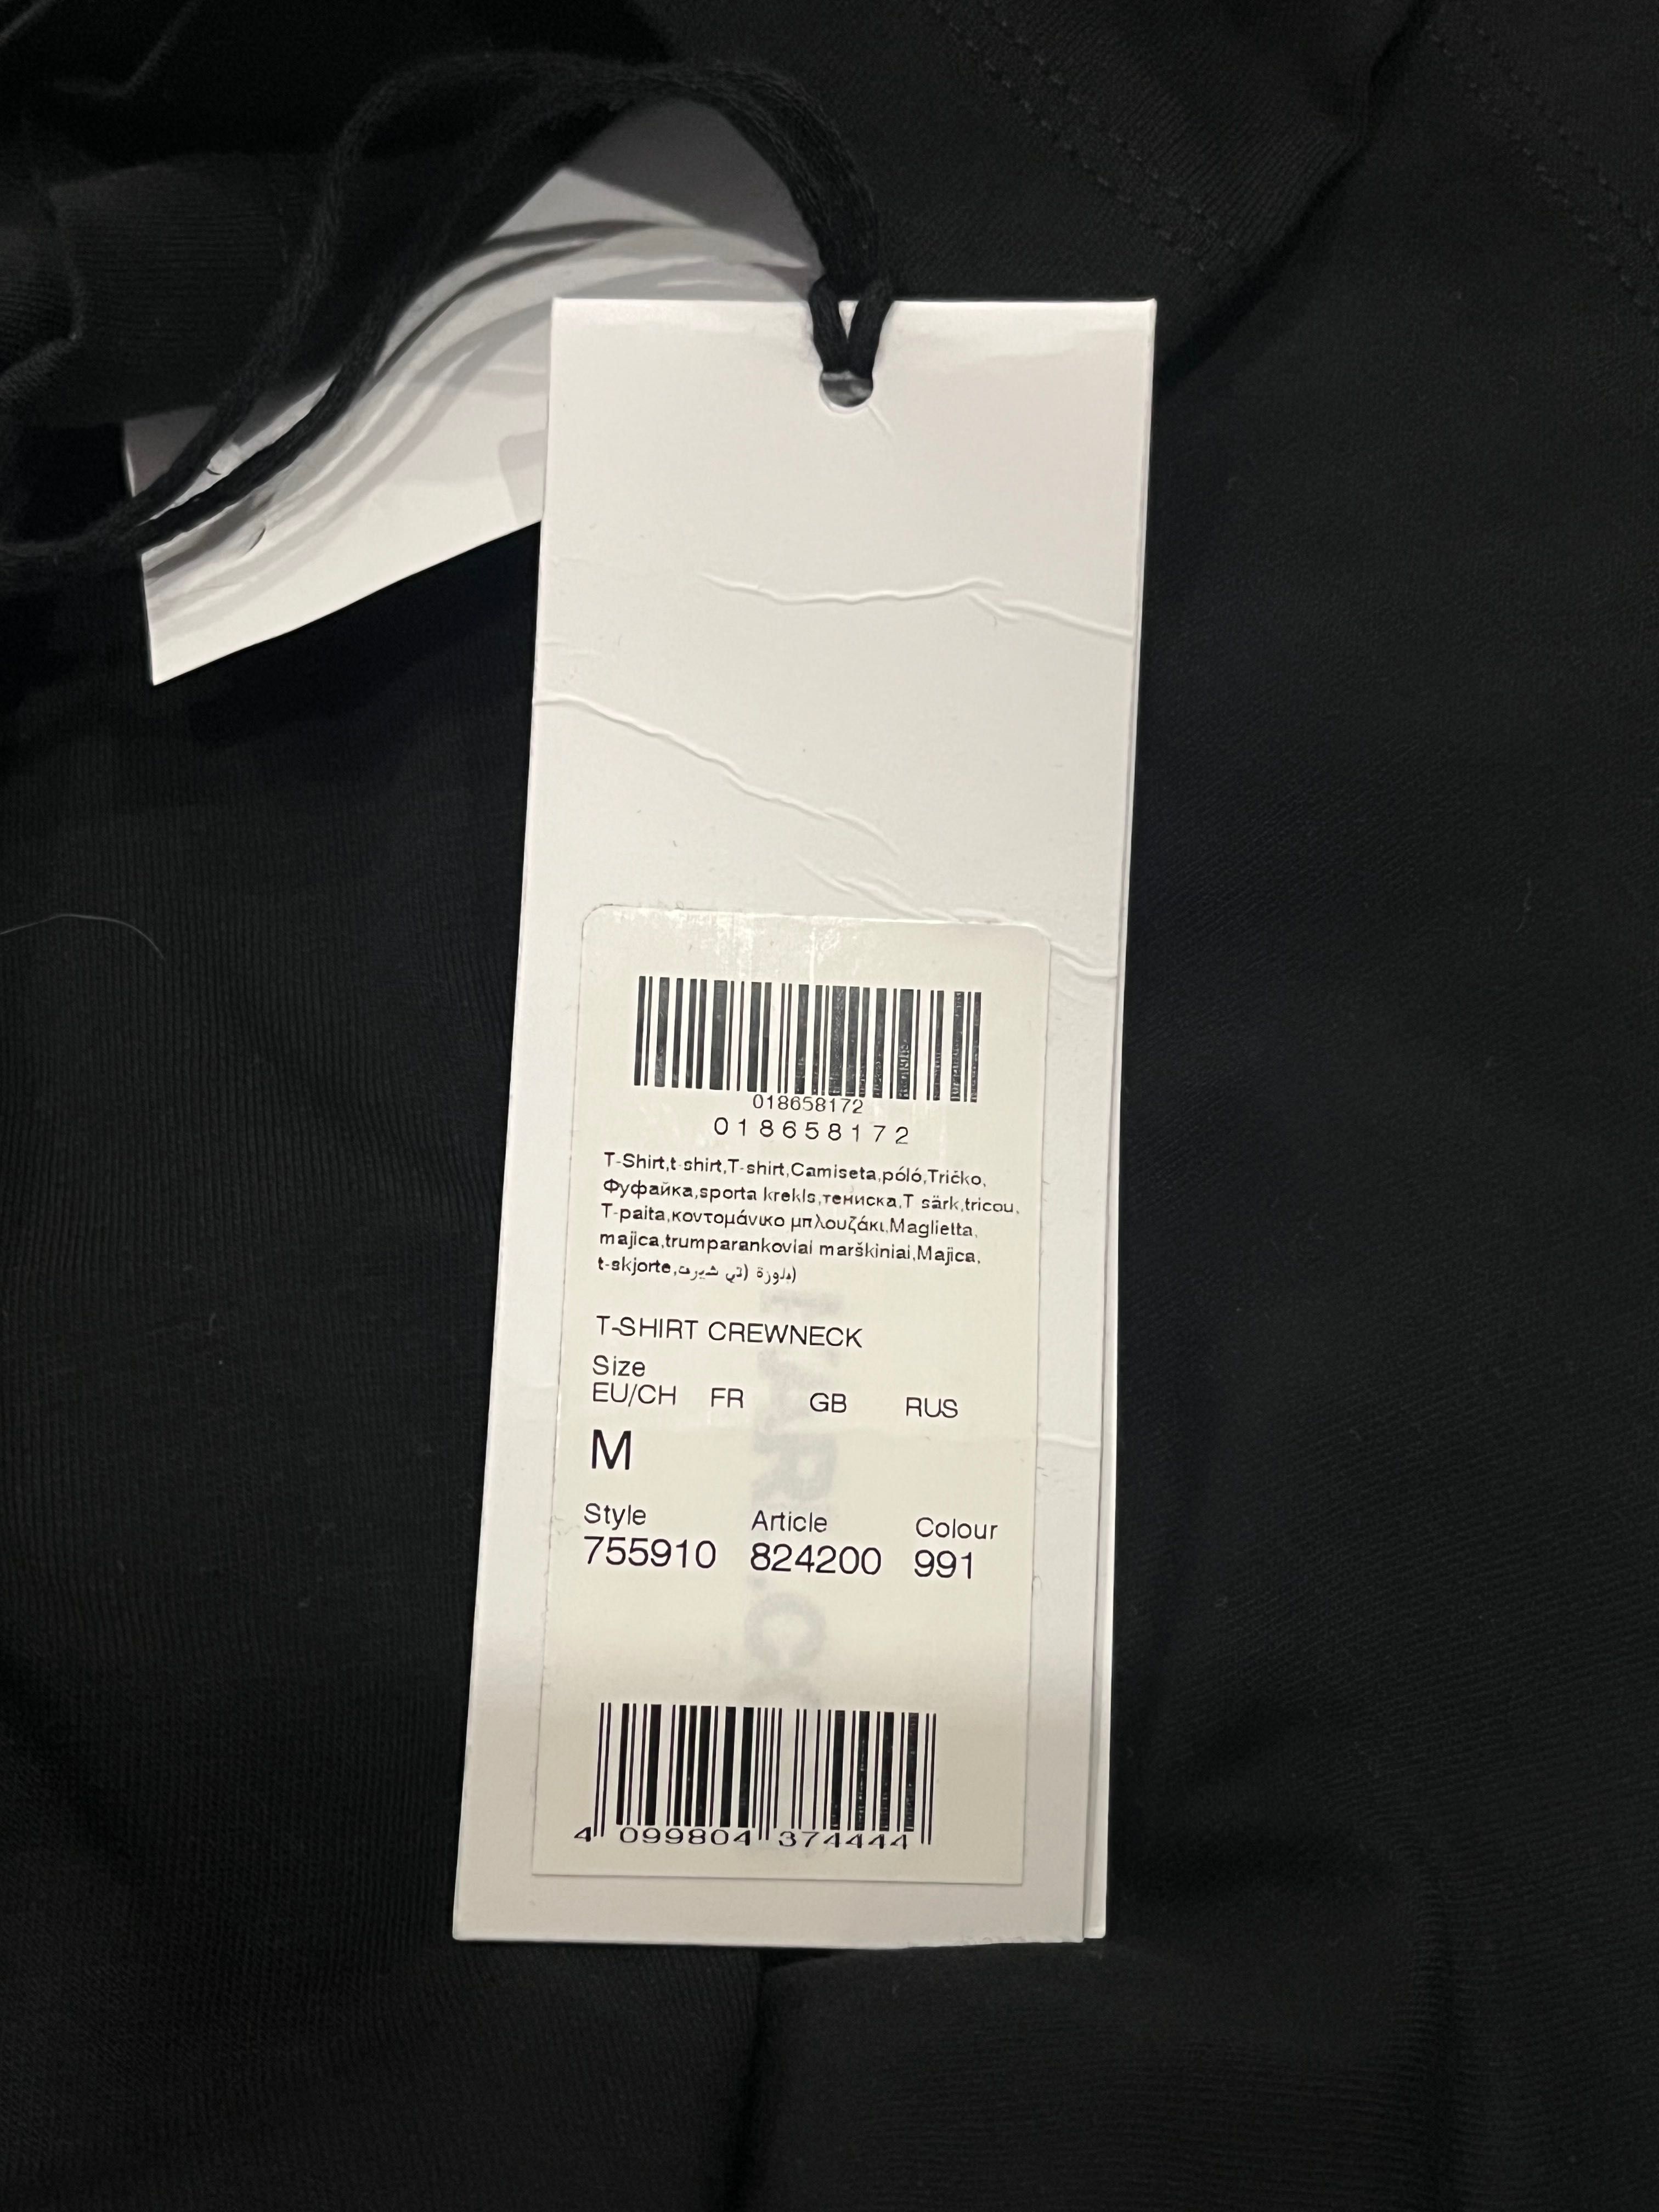 018658172
018658172
T-Shirt,t-shirt,T-shirt,Camiseta,póló,Tričko,
Фуфайка,sporta krekls,тениска,T särk,tricou,
T-paita,κοντομάνικο μπλουζάκι,Maglietta,
majica,trumparankoviai marškiniai,Majica,
t-skjorte,بلوزة (تي شيرت)
T-SHIRT CREWNECK
Size
EU/CH FR GB RUS
M
Style Article Colour
755910 824200 991
4 099804 374444